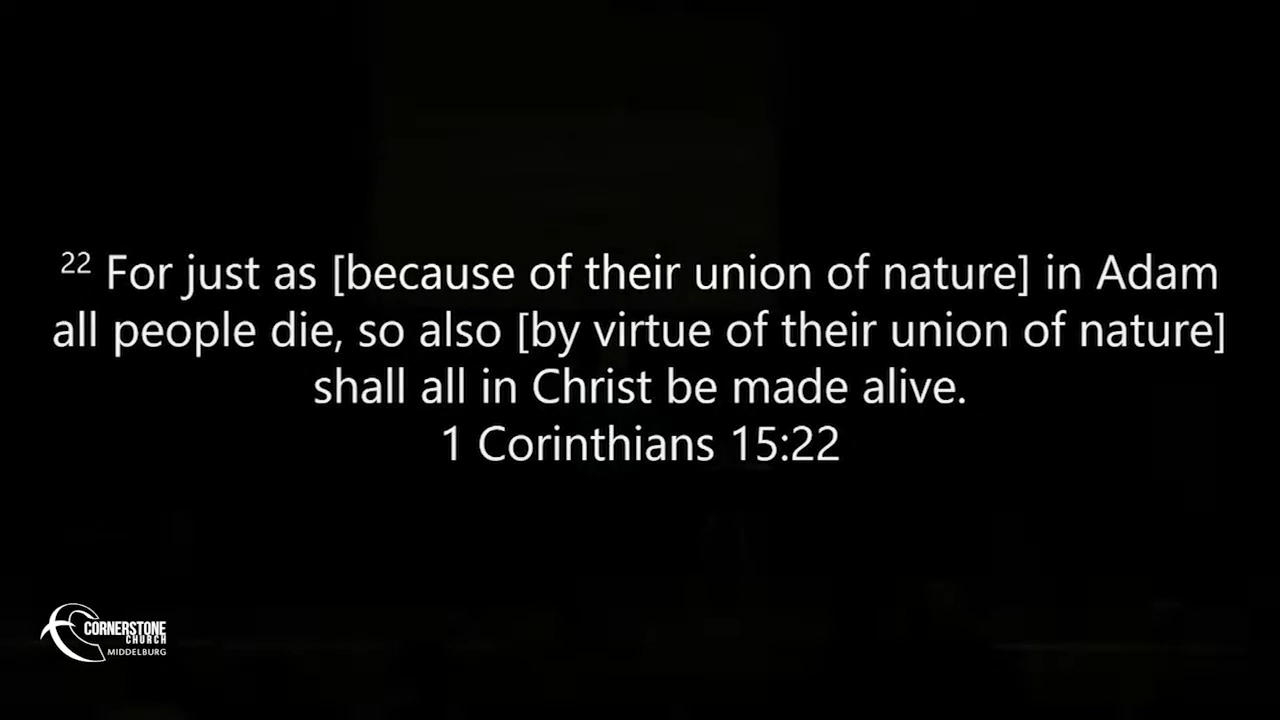 22 For just as [because of their union of nature] in Adam
all people die, so also [by virtue of their union of nature]
shall all in Christ be made alive.
1 Corinthians 15:22
CORNERSTONE
CHURCH
MIDDELBURG